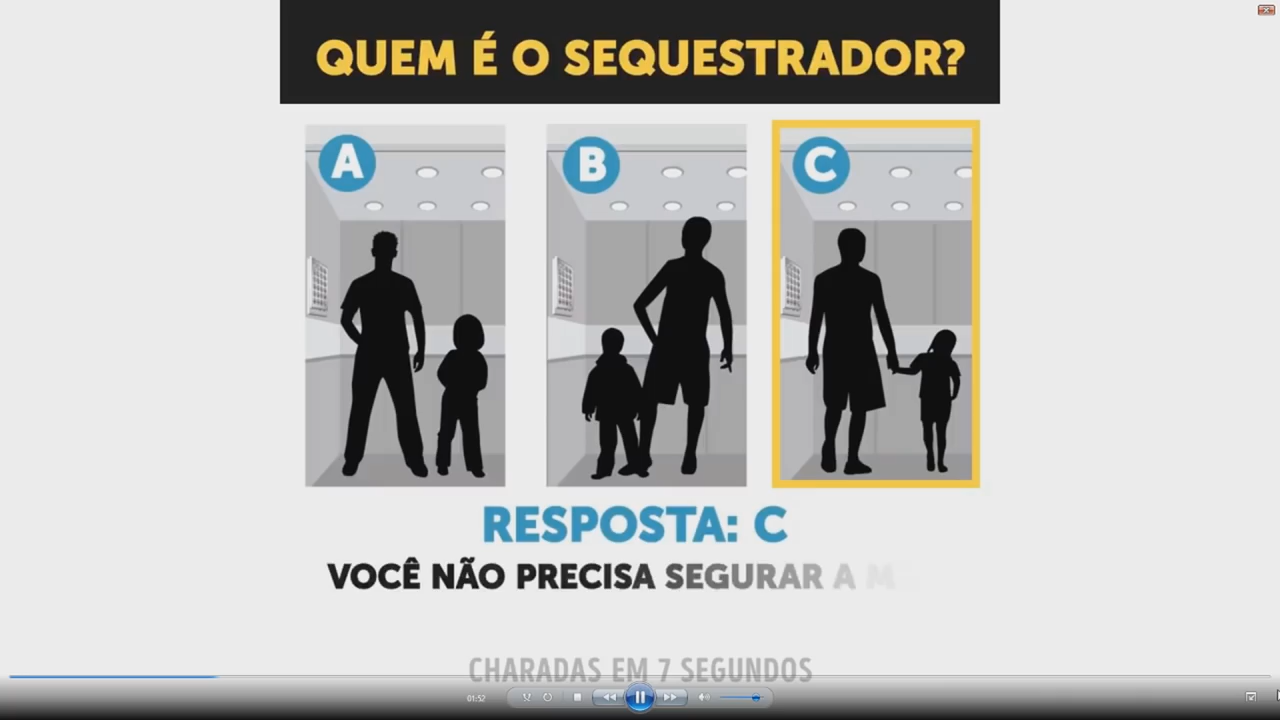 QUEM É O SEQUESTRADOR?
A
B
C
RESPOSTA: C
VOCÊ NÃO PRECISA SEGURAR A M
CHARADAS EM 7 SEGUNDOS
01:52